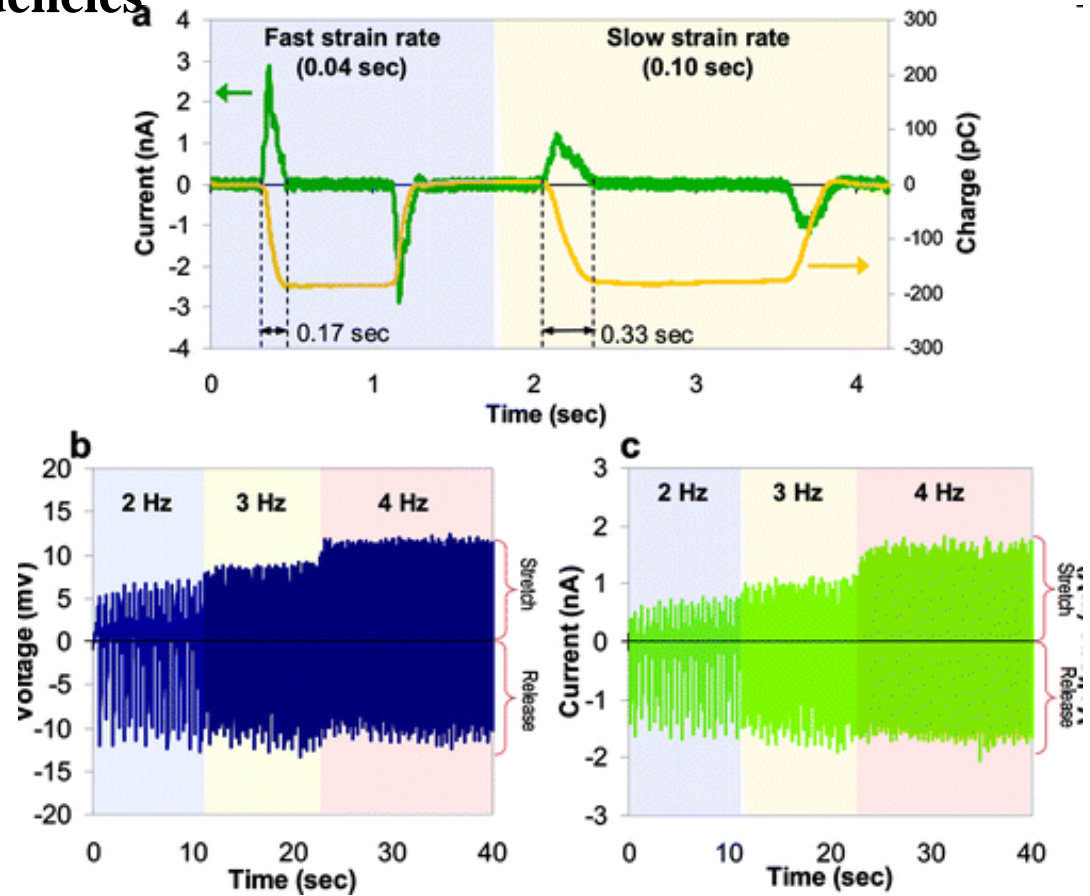 a
Fast strain rate
(0.04 sec)
Slow strain rate
(0.10 sec)
4
3
2
1
0
-1
-2
-3
-4
Current (nA)
300
200
100
0
-100
-200
-300
Charge (pC)
0.17 sec
0.33 sec
0 1 2 3 4
Time (sec)
b
20
15
10
5
0
-5
-10
-15
-20
Voltage (mV)
2 Hz 3 Hz 4 Hz
Stretch
Release
0 10 20 30 40
Time (sec)
c
3
2
1
0
-1
-2
-3
Current (nA)
2 Hz 3 Hz 4 Hz
Stretch
Release
0 10 20 30 40
Time (sec)